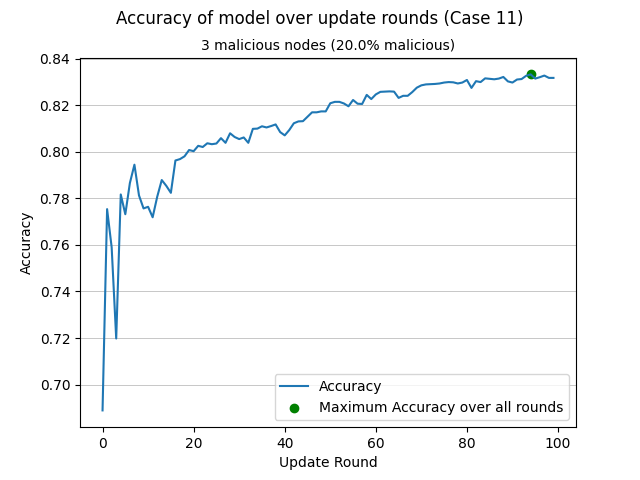 Accuracy of model over update rounds (Case 11)
3 malicious nodes (20.0% malicious)
0.84
0.82
0.80
0.78
0.76
0.74
0.72
0.70
Accuracy
Accuracy
Maximum Accuracy over all rounds
0 20 40 60 80 100
Update Round